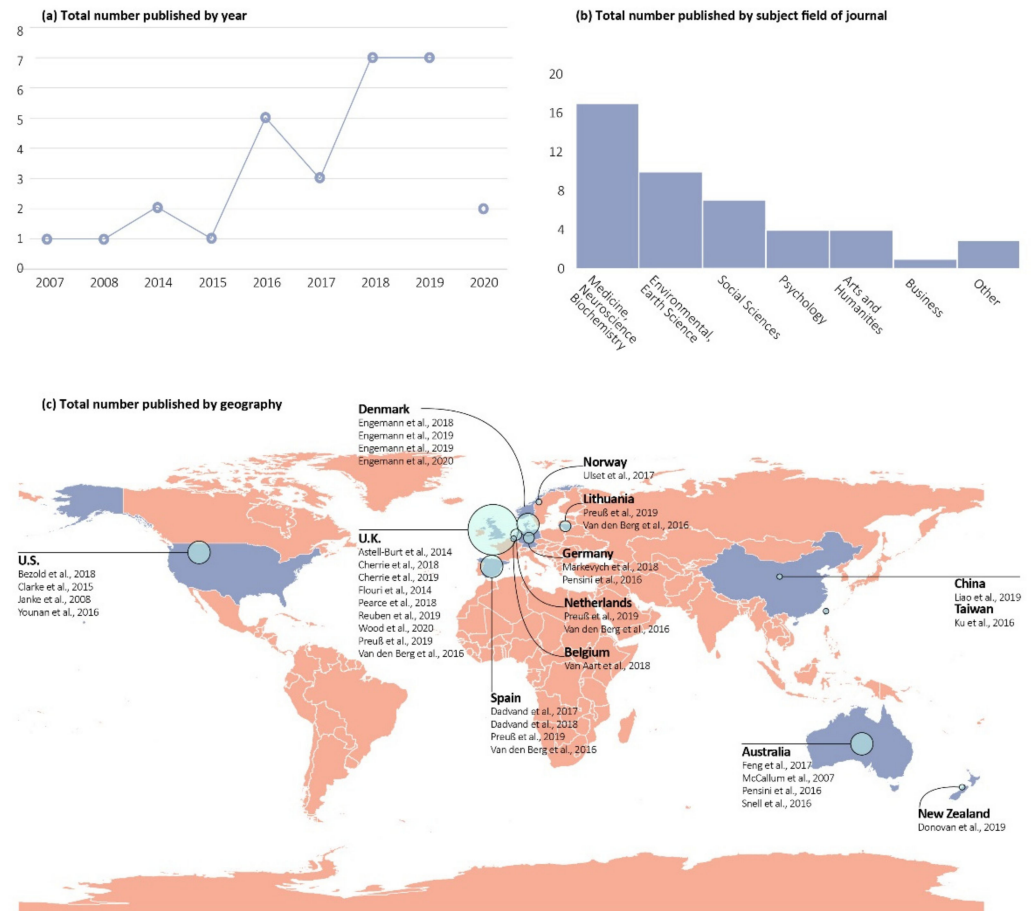 (a) Total number published by year
8
7
6
5
4
3
2
1
0
2007 2008 2014 2015 2016 2017 2018 2019 2020
(b) Total number published by subject field of journal
20
16
12
8
4
0
Medicine,
Neuroscience
Biochemistry
Environmental,
Earth Science
Social Sciences
Psychology
Arts and
Humanities
Business
Other
(c) Total number published by geography
Denmark
Engemann et al., 2018
Engemann et al., 2019
Engemann et al., 2019
Engemann et al., 2020
Norway
Ulset et al., 2017
Lithuania
Preuß et al., 2019
Van den Berg et al., 2016
U.K.
Astell-Burt et al., 2014
Cherrie et al., 2018
Cherrie et al., 2019
Flouri et al., 2014
Pearce et al., 2018
Reuben et al., 2019
Wood et al., 2020
Preuß et al., 2019
Van den Berg et al., 2016
U.S.
Bezold et al., 2018
Clarke et al., 2015
Janke et al., 2008
Younan et al., 2016
Germany
Markevych et al., 2018
Pensini et al., 2016
Netherlands
Preuß et al., 2019
Van den Berg et al., 2016
Belgium
Van Aart et al., 2018
China
Liao et al., 2019
Taiwan
Ku et al., 2016
Spain
Dadvand et al., 2017
Dadvand et al., 2018
Preuß et al., 2019
Van den Berg et al., 2016
Australia
Feng et al., 2017
McCallum et al., 2007
Pensini et al., 2016
Snell et al., 2016
New Zealand
Donovan et al., 2019